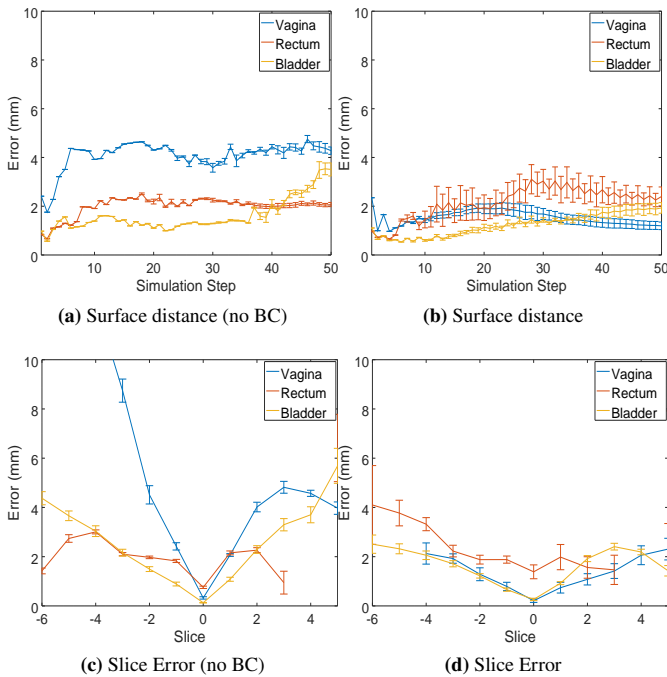 10
8
6
4
2
0
Error (mm)
10 20 30 40 50
Simulation Step
Vagina
Rectum
Bladder
(a) Surface distance (no BC)
10
8
6
4
2
0
Error (mm)
10 20 30 40 50
Simulation Step
Vagina
Rectum
Bladder
(b) Surface distance
10
8
6
4
2
0
Error (mm)
-6 -4 -2 0 2 4
Slice
Vagina
Rectum
Bladder
(c) Slice Error (no BC)
10
8
6
4
2
0
Error (mm)
-6 -4 -2 0 2 4
Slice
Vagina
Rectum
Bladder
(d) Slice Error